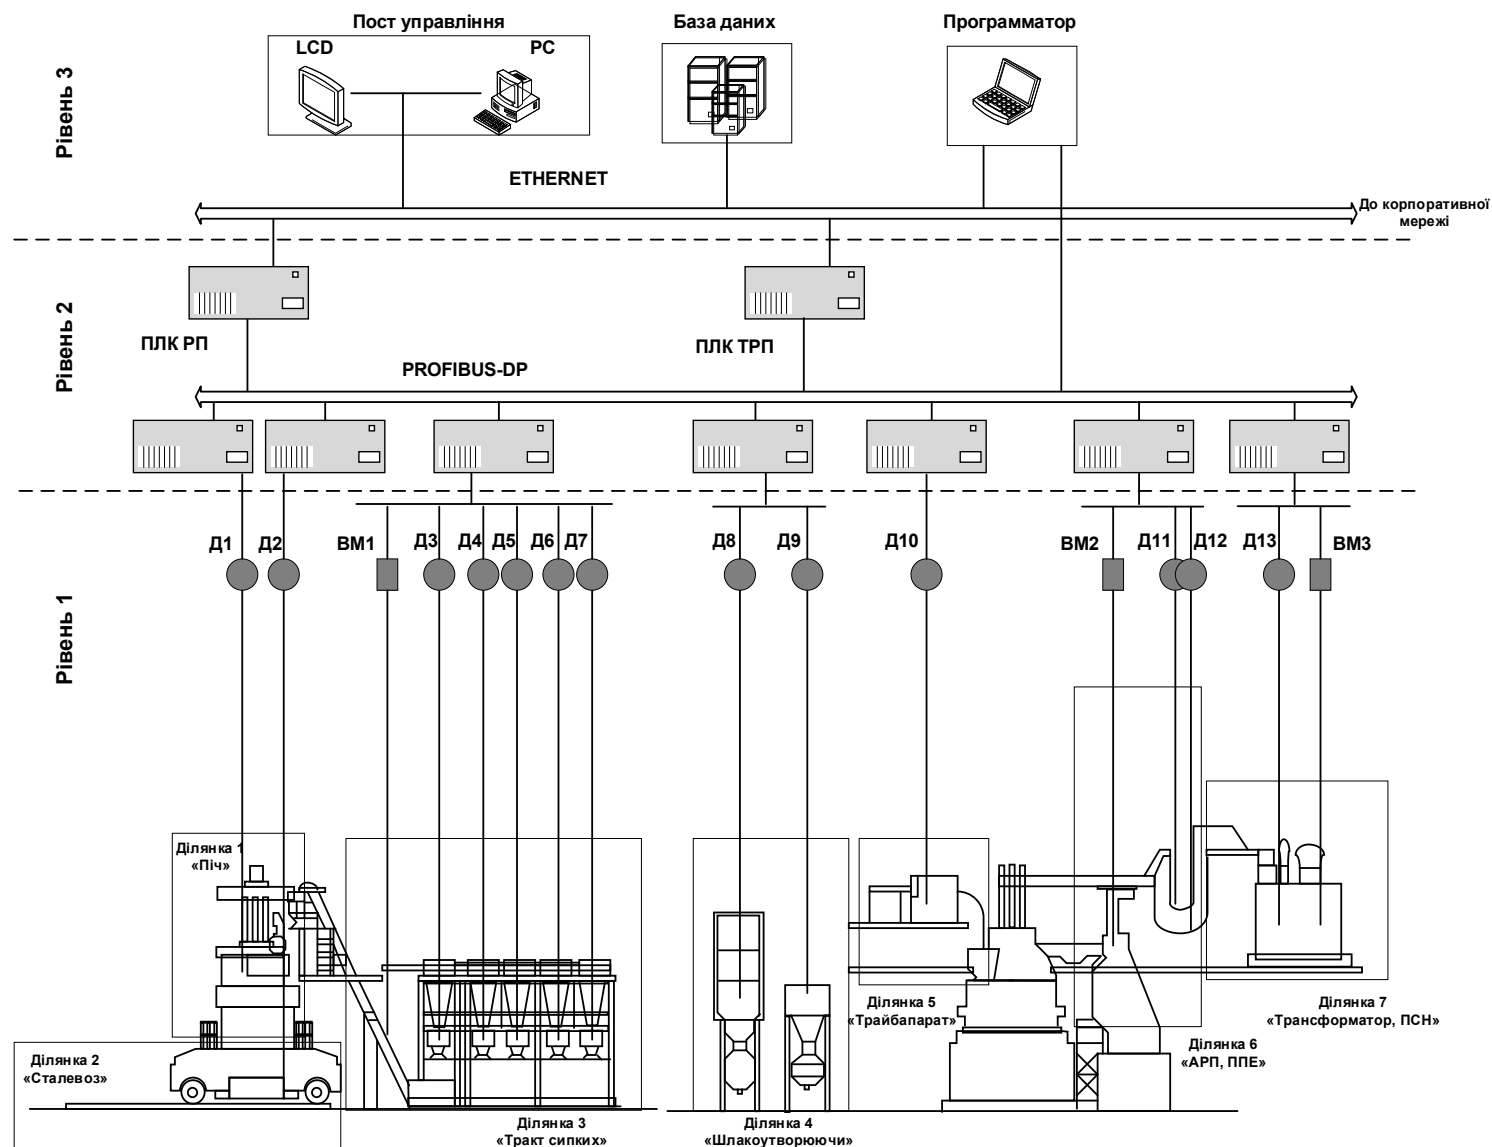 Пост управління
База даних
Программатор
LCD
PC
Рівень 3
ETHERNET
До корпоративної
мережі
Рівень 2
ПЛК РП
ПЛК ТРП
PROFIBUS-DP
Рівень 1
Д1
Д2
ВМ1
Д3
Д4
Д5
Д6
Д7
Д8
Д9
Д10
ВМ2
Д11
Д12
Д13
ВМ3
Ділянка 1
«Піч»
Ділянка 2
«Сталевоз»
Ділянка 3
«Тракт сипких»
Ділянка 4
«Шлакоутворюючи»
Ділянка 5
«Трайбапарат»
Ділянка 6
«АРП, ППЕ»
Ділянка 7
«Трансформатор, ПСН»